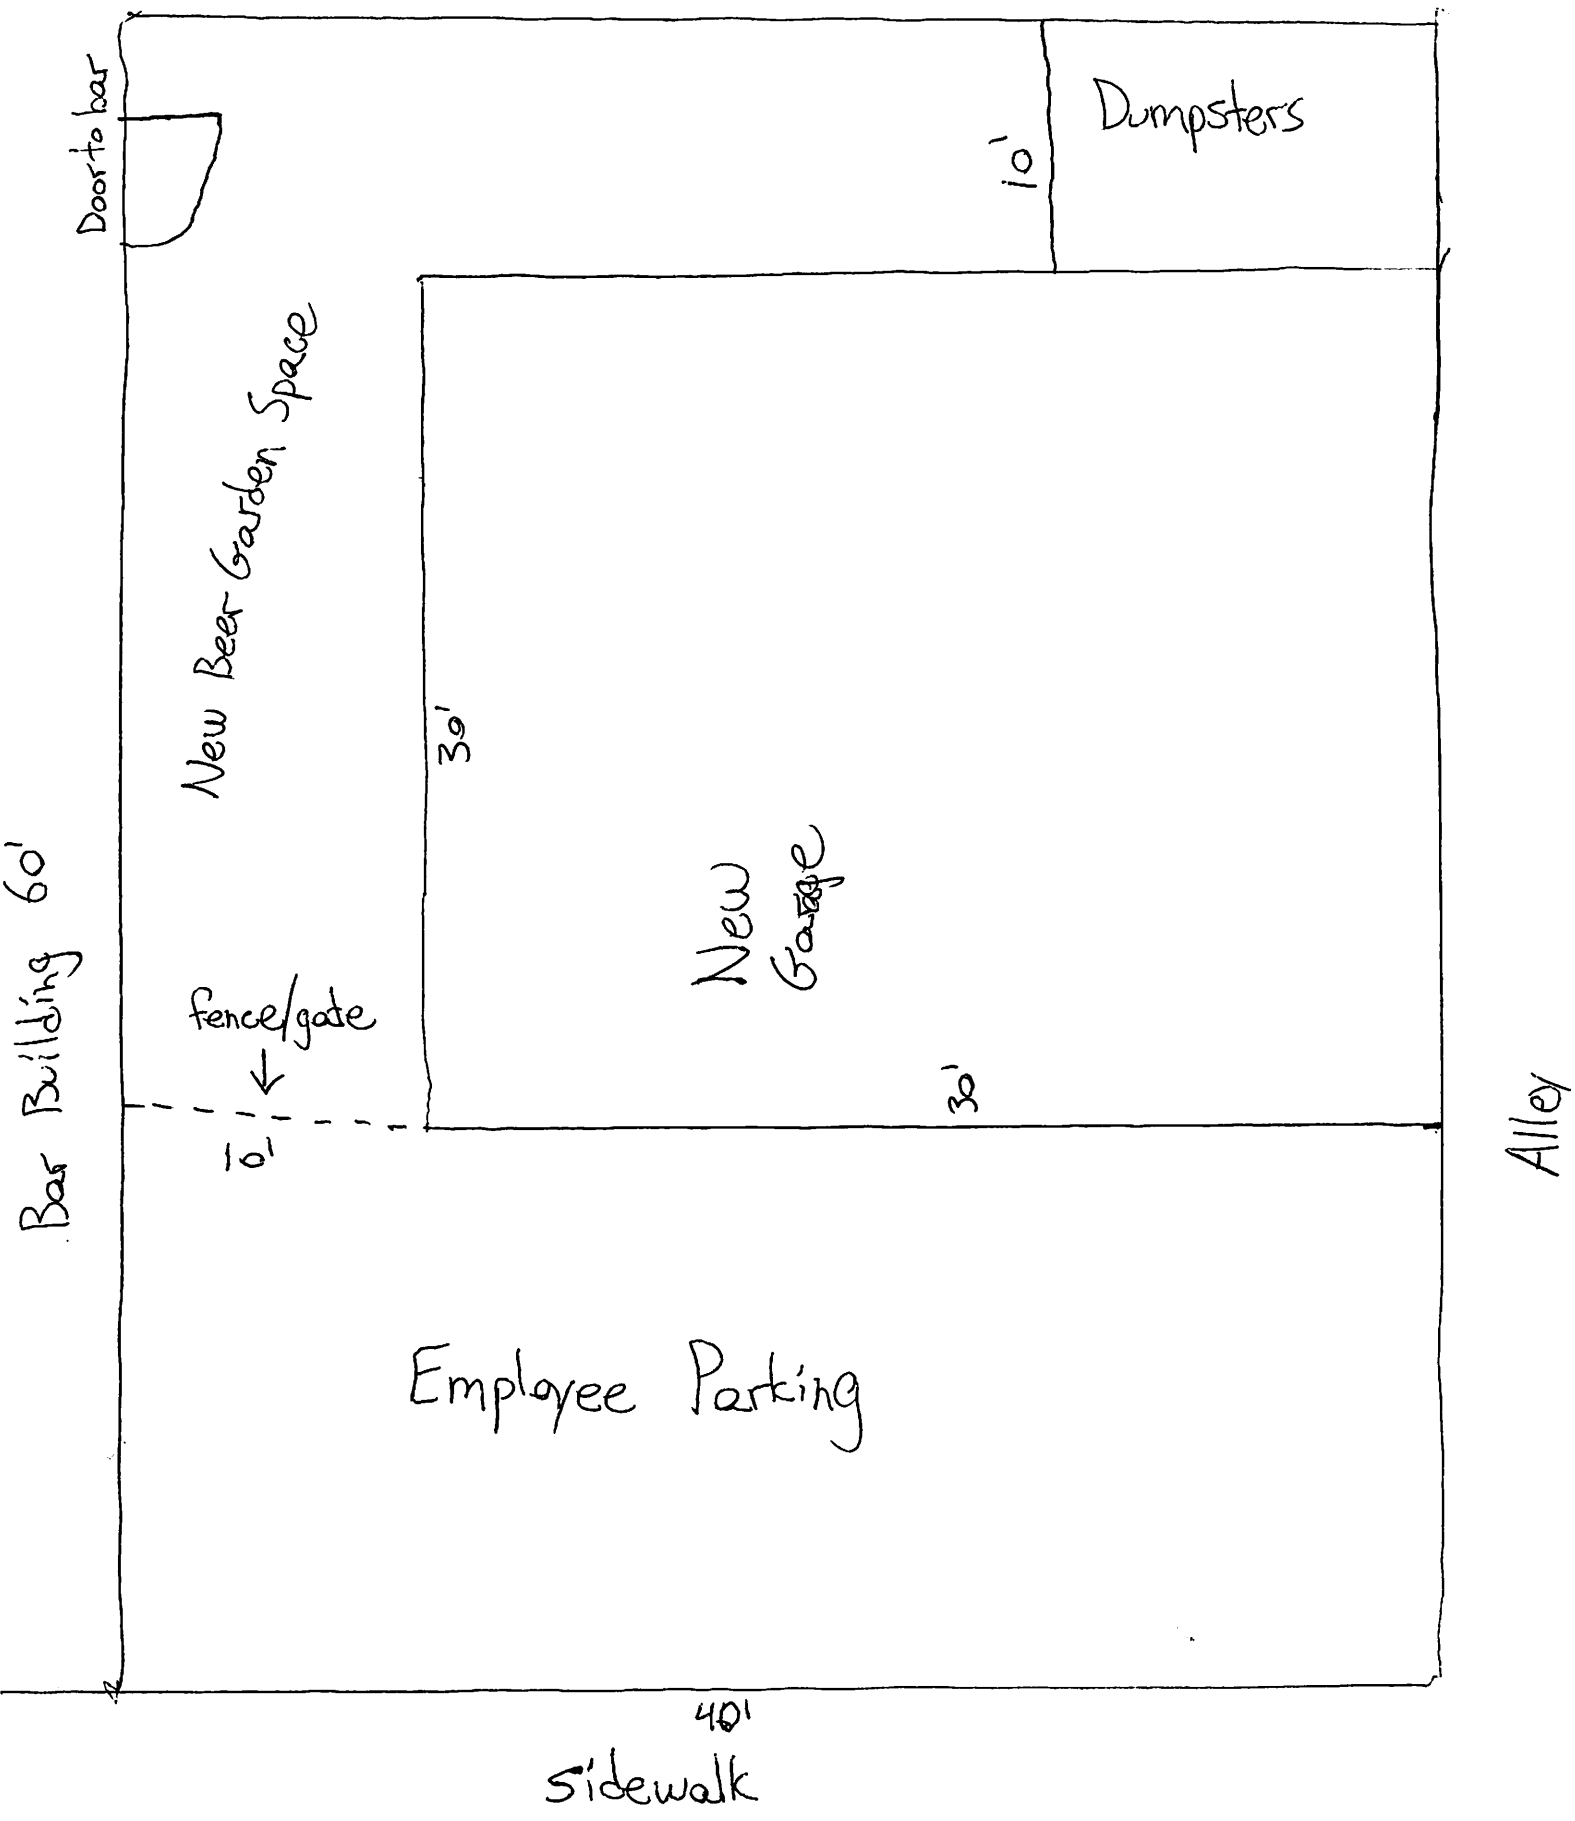 Door to bar
Dumpsters
10'
New Beer Garden Space
30'
New
Garage
Bar Building 60'
fence/gate
10'
30'
Alley
Employee Parking
40'
Sidewalk